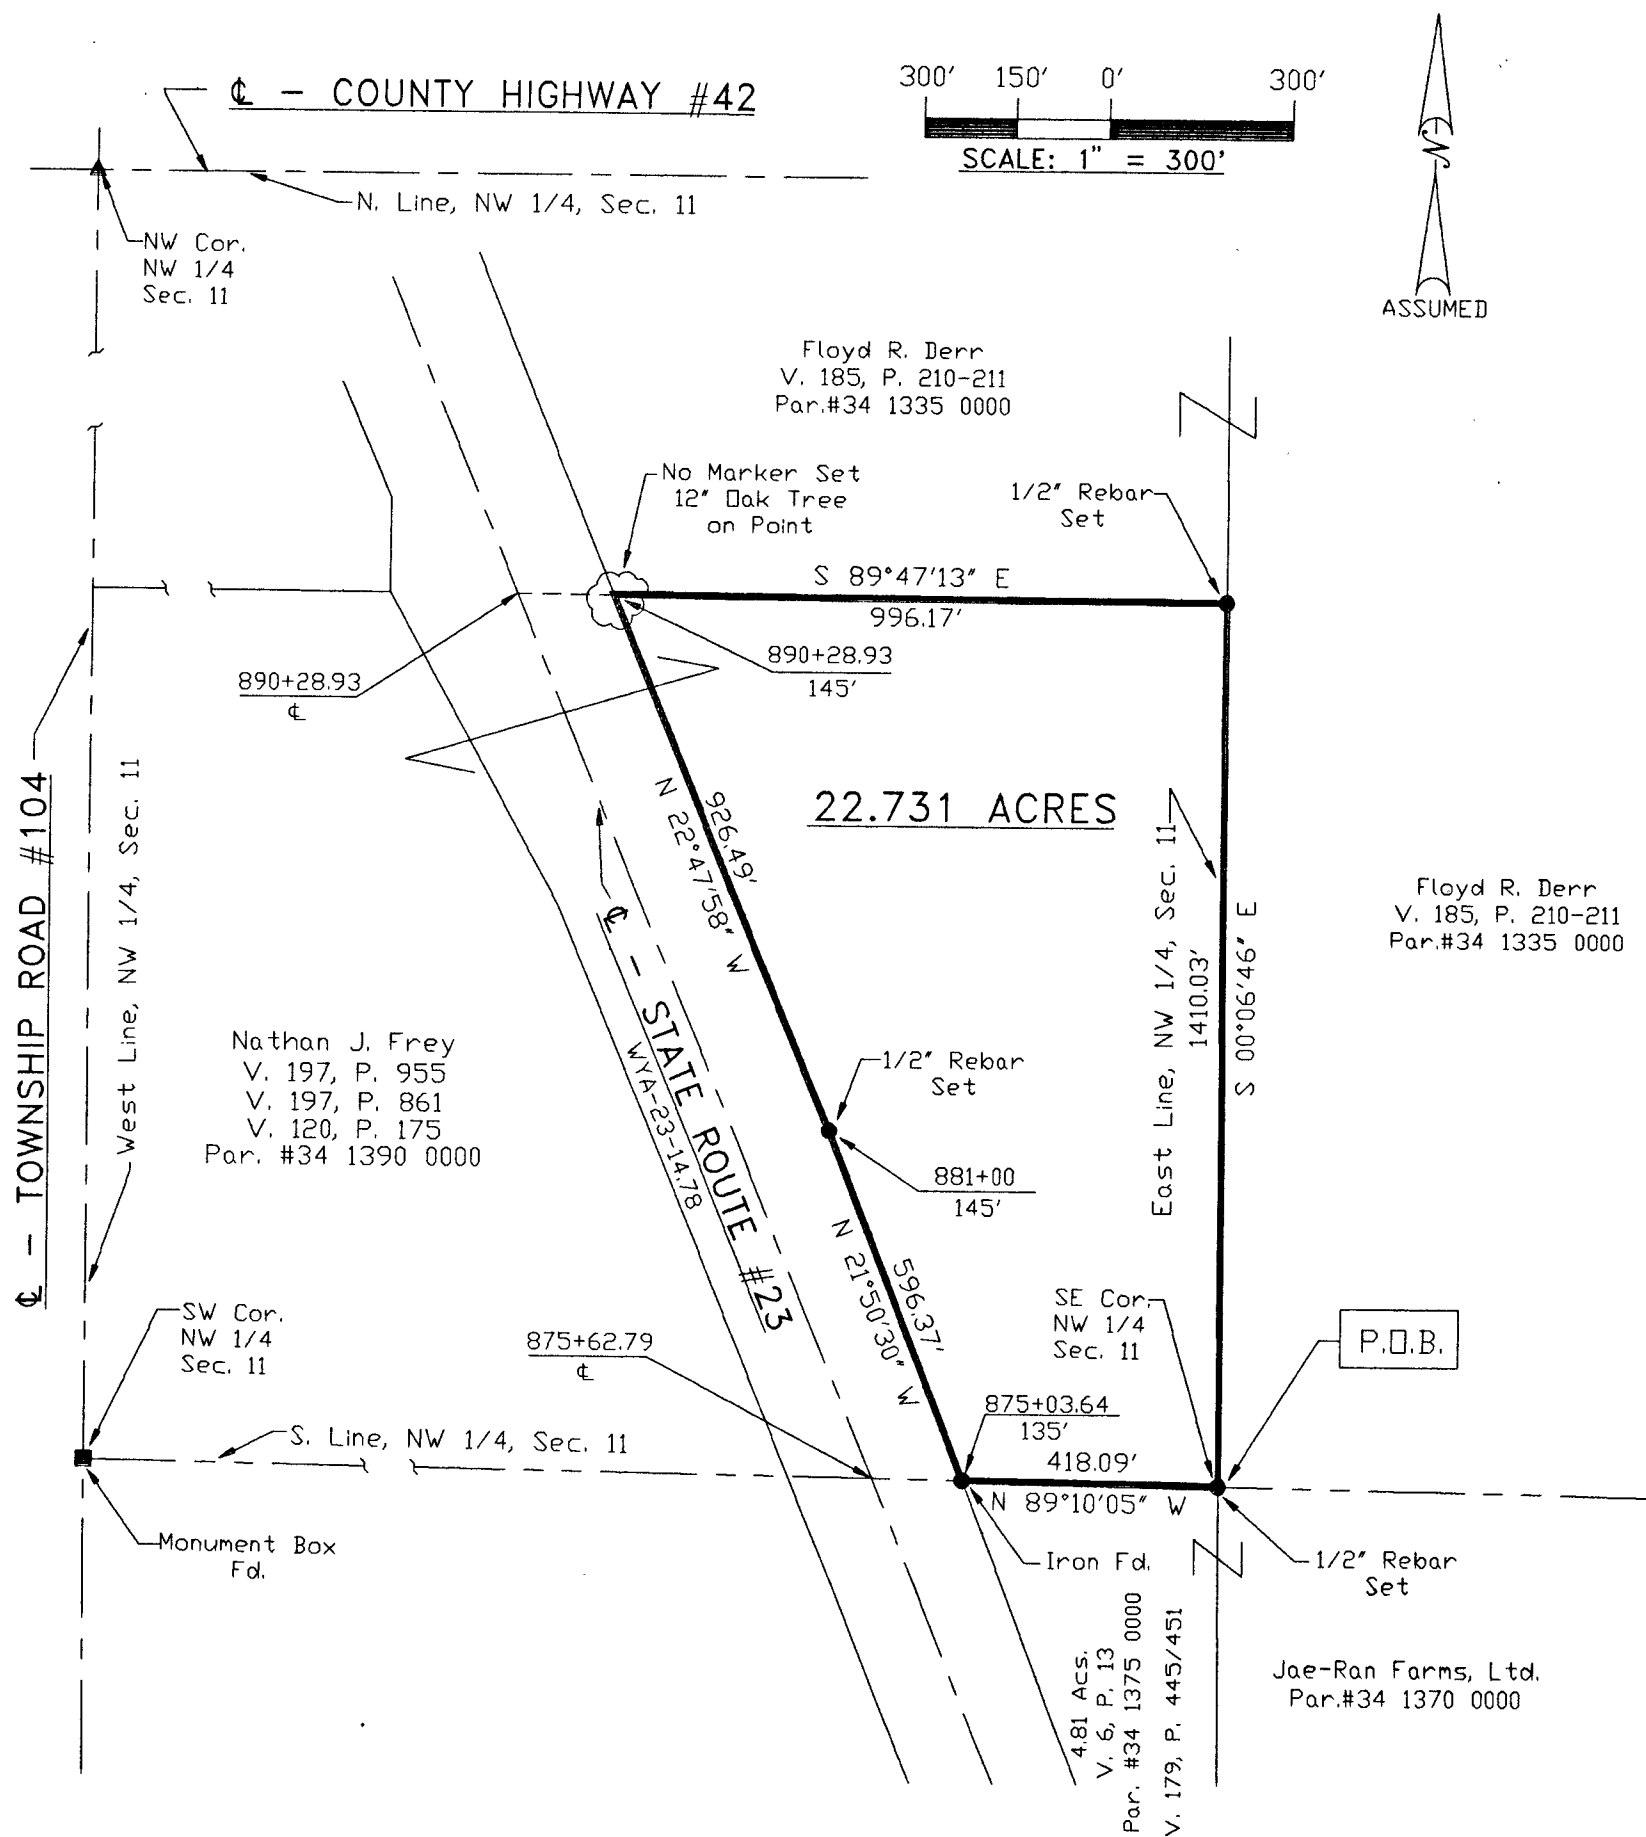 ℄ - COUNTY HIGHWAY #42
300' 150' 0' 300'
SCALE: 1" = 300'
N
ASSUMED
N. Line, NW 1/4, Sec. 11
NW Cor.
NW 1/4
Sec. 11
Floyd R. Derr
V. 185, P. 210-211
Par.#34 1335 0000
No Marker Set
12" Oak Tree
on Point
1/2" Rebar
Set
S 89°47'13" E
996.17'
890+28.93
145'
890+28.93
℄
℄ - TOWNSHIP ROAD #104
West Line, NW 1/4, Sec. 11
926.49'
N 22°47'58" W
22.731 ACRES
East Line, NW 1/4, Sec. 11
1410.03'
S 00°06'46" E
Floyd R. Derr
V. 185, P. 210-211
Par.#34 1335 0000
℄ - STATE ROUTE #23
WYA-23-14.78
Nathan J. Frey
V. 197, P. 955
V. 197, P. 861
V. 120, P. 175
Par. #34 1390 0000
1/2" Rebar
Set
881+00
145'
596.37'
N 21°50'30" W
SW Cor.
NW 1/4
Sec. 11
875+62.79
℄
SE Cor.
NW 1/4
Sec. 11
P.O.B.
875+03.64
135'
418.09'
N 89°10'05" W
S. Line, NW 1/4, Sec. 11
Monument Box
Fd.
Iron Fd.
1/2" Rebar
Set
4.81 Acs.
V. 6, P. 13
Par. #34 1375 0000
V. 179, P. 445/451
Jae-Ran Farms, Ltd.
Par.#34 1370 0000